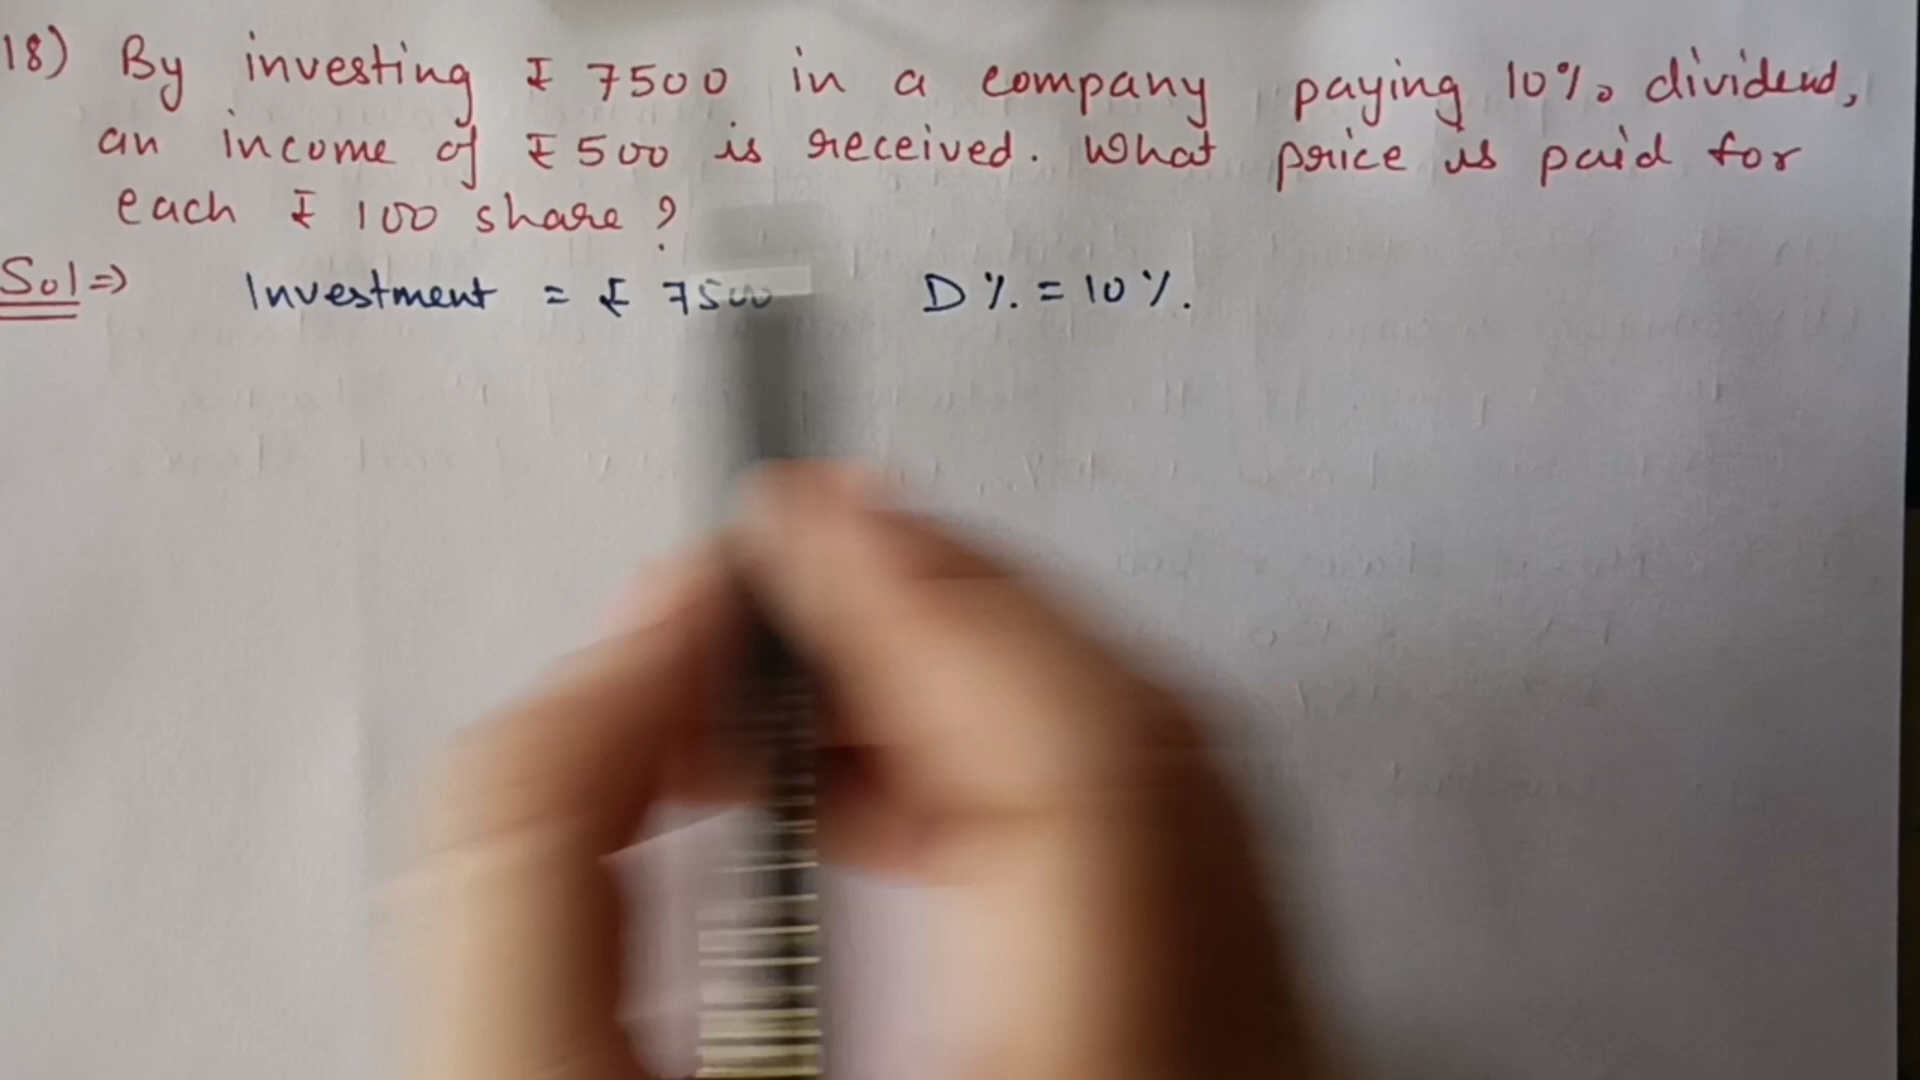 18) By investing ₹ 7500 in a company paying 10% dividend,
an income of ₹ 500 is received. What price is paid for
each ₹ 100 share?
Sol⇒ Investment = ₹ 7500 D%. = 10%.